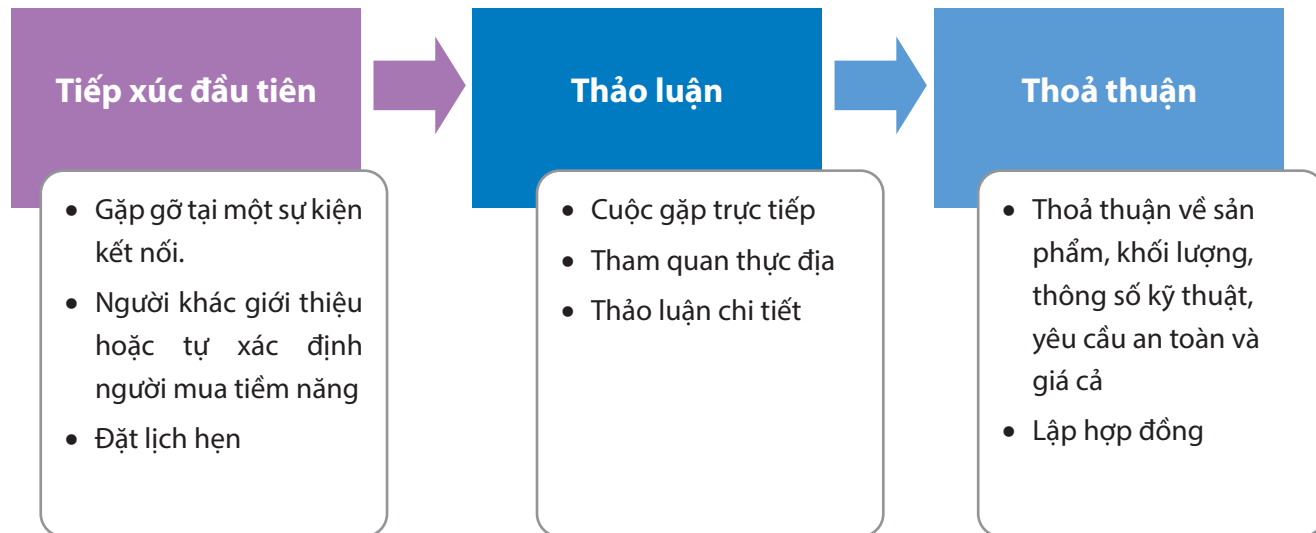 Tiếp xúc đầu tiên
• Gặp gỡ tại một sự kiện
kết nối.
• Người khác giới thiệu
hoặc tự xác định
người mua tiềm năng
• Đặt lịch hẹn
Thảo luận
• Cuộc gặp trực tiếp
• Tham quan thực địa
• Thảo luận chi tiết
Thoả thuận
• Thoả thuận về sản
phẩm, khối lượng,
thông số kỹ thuật,
yêu cầu an toàn và
giá cả
• Lập hợp đồng